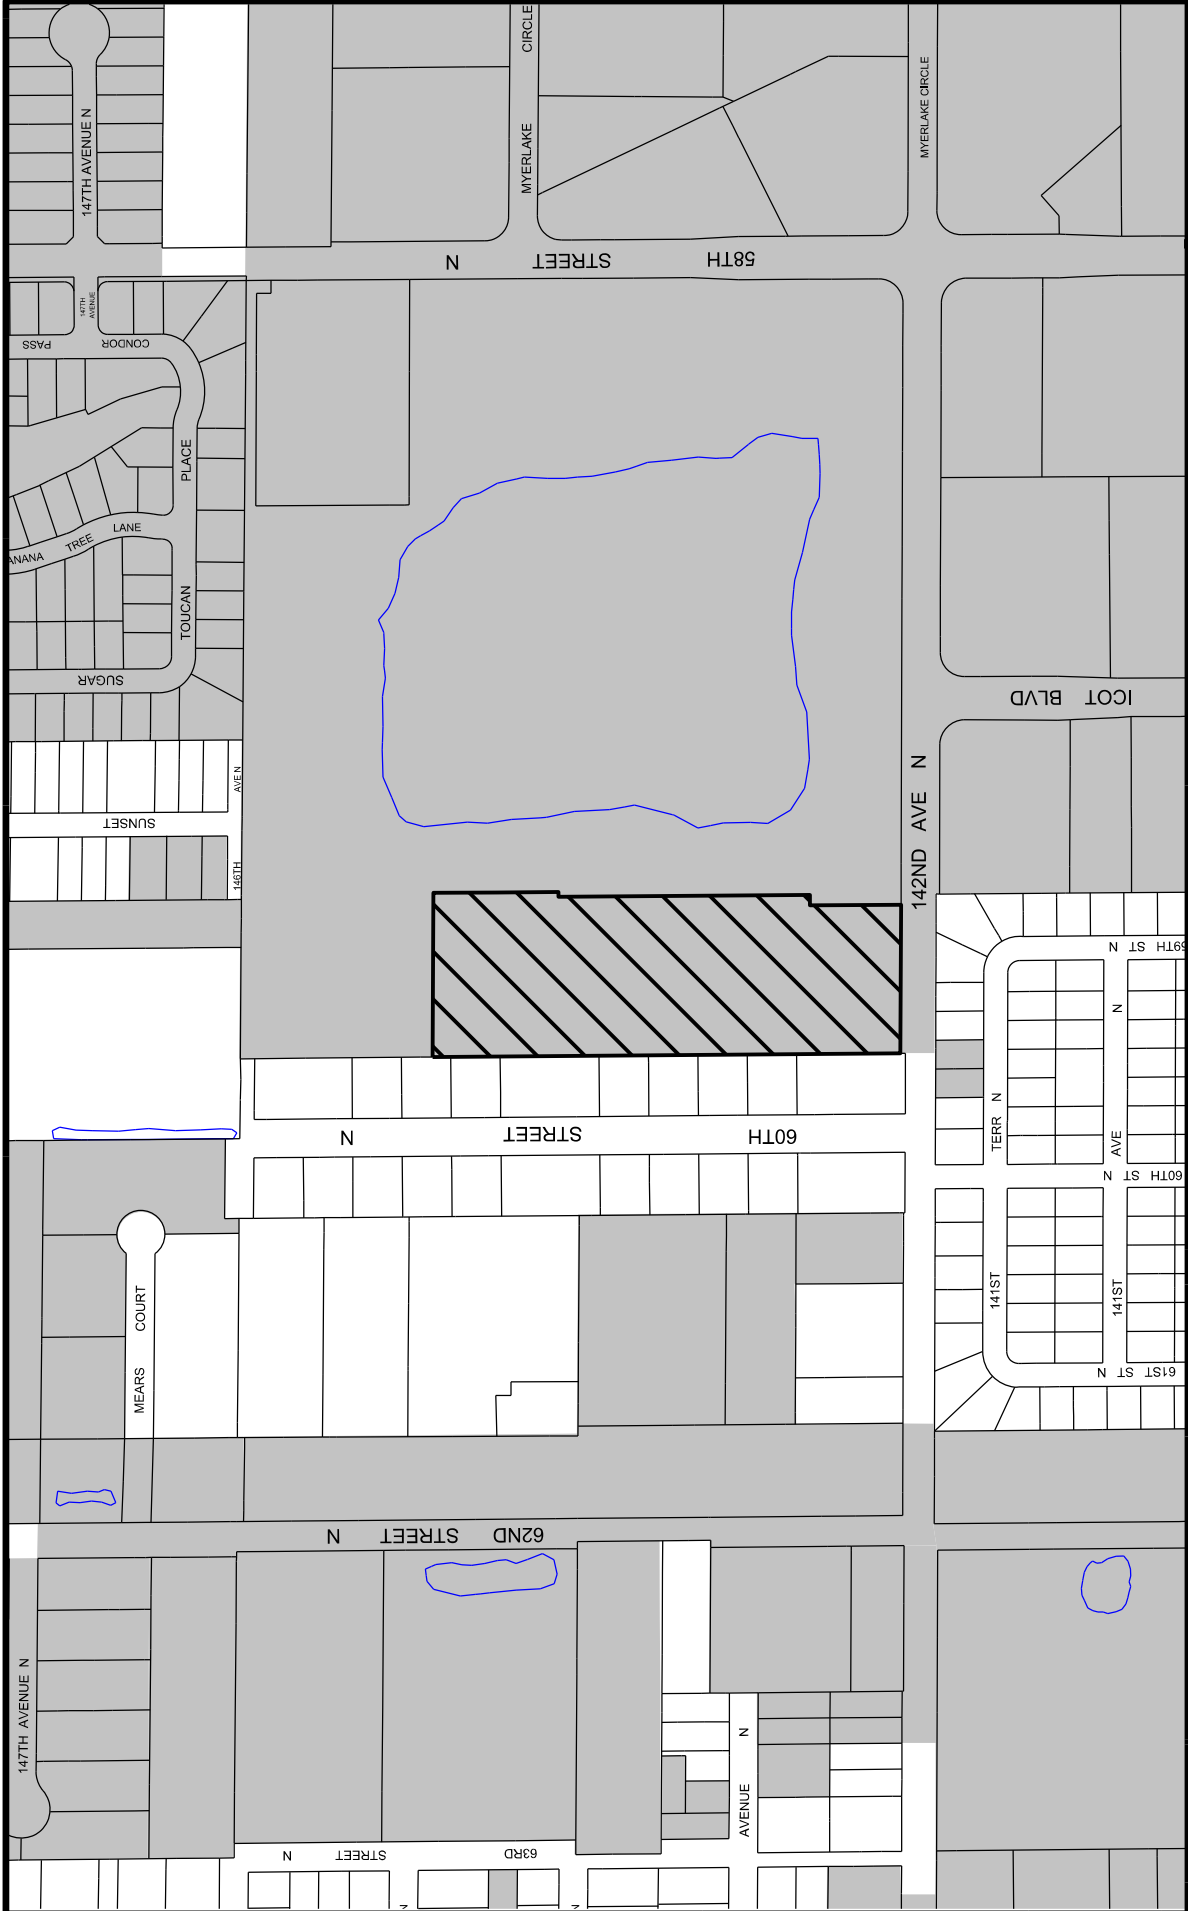 CIRCLE
MYERLAKE
MYERLAKE CIRCLE
147TH AVENUE N
58TH STREET N
147TH AVENUE
CONDOR PASS
PLACE
TOUCAN
ANANA TREE LANE
SUGAR
ICOT BLVD
AVE N
146TH
SUNSET
142ND AVE N
69TH ST N
N
AVE
TERR N
60TH STREET N
60TH ST N
141ST
141ST
61ST ST N
COURT
MEARS
62ND STREET N
147TH AVENUE N
N
AVENUE
63RD STREET N
N
N